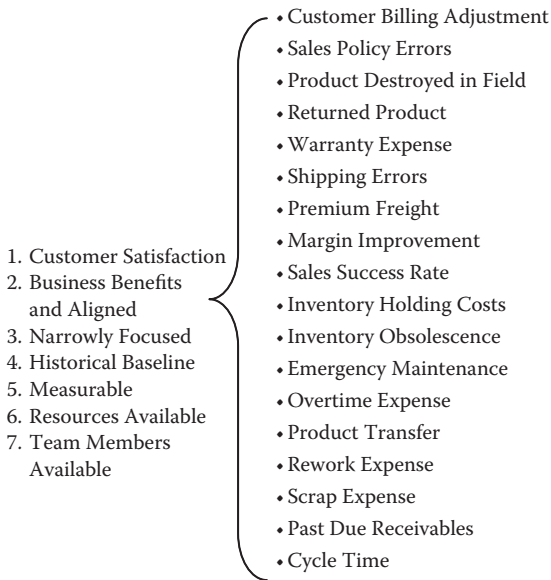 1. Customer Satisfaction
2. Business Benefits
and Aligned
3. Narrowly Focused
4. Historical Baseline
5. Measurable
6. Resources Available
7. Team Members
Available
• Customer Billing Adjustment
• Sales Policy Errors
• Product Destroyed in Field
• Returned Product
• Warranty Expense
• Shipping Errors
• Premium Freight
• Margin Improvement
• Sales Success Rate
• Inventory Holding Costs
• Inventory Obsolescence
• Emergency Maintenance
• Overtime Expense
• Product Transfer
• Rework Expense
• Scrap Expense
• Past Due Receivables
• Cycle Time